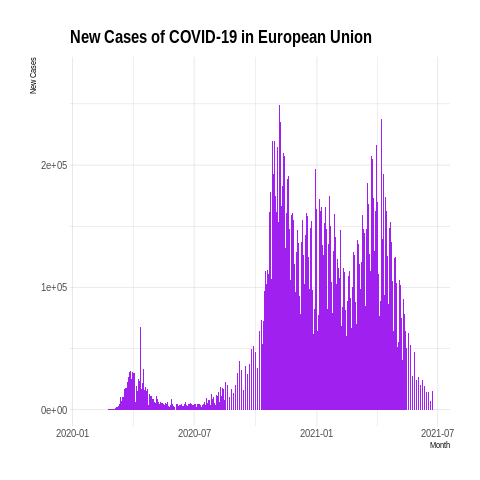 New Cases of COVID-19 in European Union
New Cases
2e+05
1e+05
0e+00
2020-01
2020-07
2021-01
2021-07
Month